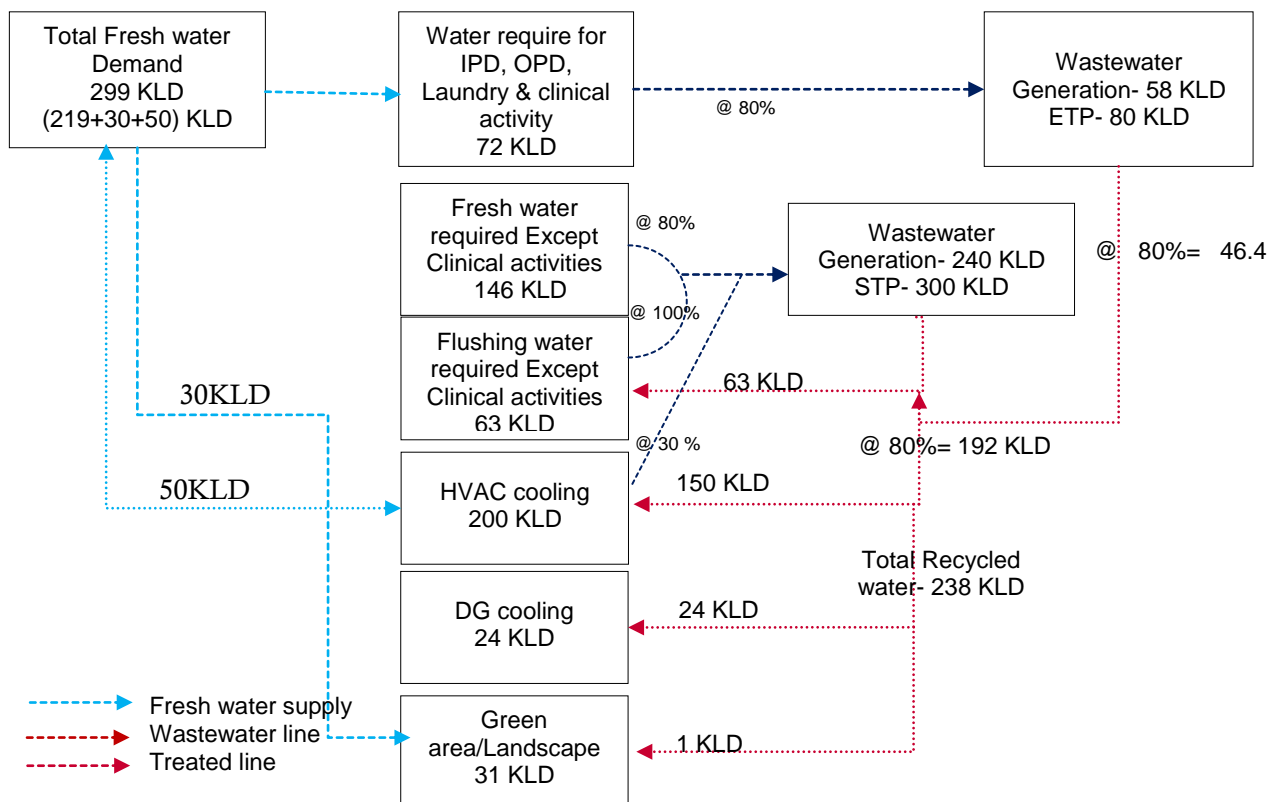 Total Fresh water
Demand
299 KLD
(219+30+50) KLD
Water require for
IPD, OPD,
Laundry & clinical
activity
72 KLD
@ 80%
Wastewater
Generation- 58 KLD
ETP- 80 KLD
Fresh water
required Except
Clinical activities
146 KLD
@ 80%
@ 100%
Wastewater
Generation- 240 KLD
STP- 300 KLD
@ 80%= 46.4
Flushing water
required Except
Clinical activities
63 KLD
63 KLD
30KLD
@ 30 %
@ 80%= 192 KLD
50KLD
HVAC cooling
200 KLD
150 KLD
Total Recycled
water- 238 KLD
DG cooling
24 KLD
24 KLD
Green
area/Landscape
31 KLD
1 KLD
Fresh water supply
Wastewater line
Treated line